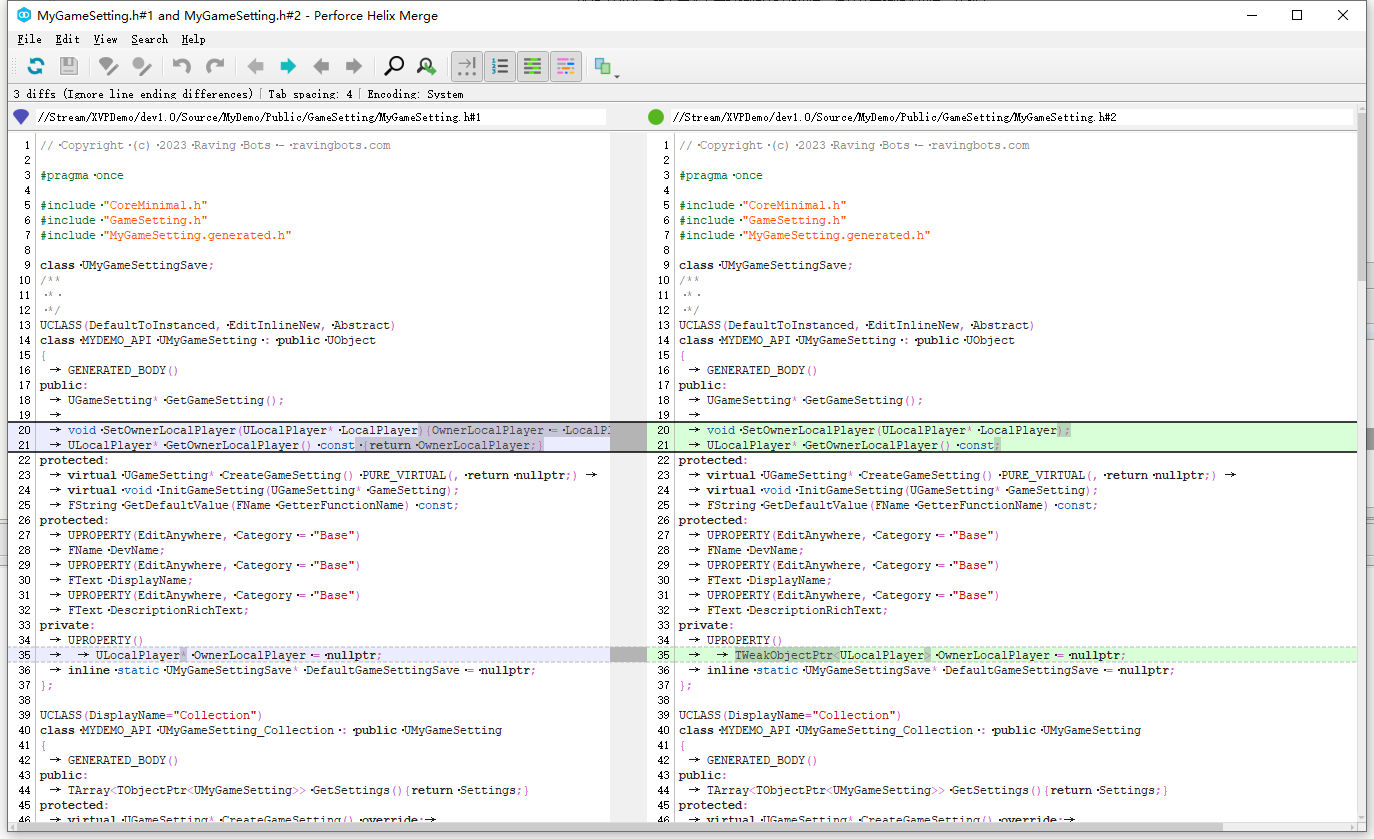 MyGameSetting.h#1 and MyGameSetting.h#2 - Perforce Helix Merge
File Edit View Search Help
3 diffs (Ignore line ending differences) Tab spacing: 4 Encoding: System
//Stream/XVPDemo/dev1.0/Source/MyDemo/Public/GameSetting/MyGameSetting.h#1
1 // Copyright (c) 2023 Raving Bots — ravingbots.com
2
3 #pragma once
4
5 #include "CoreMinimal.h"
6 #include "GameSetting.h"
7 #include "MyGameSetting.generated.h"
8
9 class UMyGameSettingSave;
10 /**
11 *
12 */
13 UCLASS(DefaultToInstanced, EditInlineNew, Abstract)
14 class MYDEMO_API UMyGameSetting : public UObject
15 {
16 GENERATED_BODY()
17 public:
18 UGameSetting* GetGameSetting();
19
20 void SetOwnerLocalPlayer(ULocalPlayer* LocalPlayer){OwnerLocalPlayer = LocalPl
21 ULocalPlayer* GetOwnerLocalPlayer() const {return OwnerLocalPlayer;}
22 protected:
23 virtual UGameSetting* CreateGameSetting() PURE_VIRTUAL(, return nullptr;)
24 virtual void InitGameSetting(UGameSetting* GameSetting);
25 FString GetDefaultValue(FName GetterFunctionName) const;
26 protected:
27 UPROPERTY(EditAnywhere, Category = "Base")
28 FName DevName;
29 UPROPERTY(EditAnywhere, Category = "Base")
30 FText DisplayName;
31 UPROPERTY(EditAnywhere, Category = "Base")
32 FText DescriptionRichText;
33 private:
34 UPROPERTY()
35 ULocalPlayer* OwnerLocalPlayer = nullptr;
36 inline static UMyGameSettingSave* DefaultGameSettingSave = nullptr;
37 };
38
39 UCLASS(DisplayName="Collection")
40 class MYDEMO_API UMyGameSetting_Collection : public UMyGameSetting
41 {
42 GENERATED_BODY()
43 public:
44 TArray<TObjectPtr<UMyGameSetting>> GetSettings(){return Settings;}
45 protected:
46 virtual UGameSetting* CreateGameSetting() override;
//Stream/XVPDemo/dev1.0/Source/MyDemo/Public/GameSetting/MyGameSetting.h#2
1 // Copyright (c) 2023 Raving Bots — ravingbots.com
2
3 #pragma once
4
5 #include "CoreMinimal.h"
6 #include "GameSetting.h"
7 #include "MyGameSetting.generated.h"
8
9 class UMyGameSettingSave;
10 /**
11 *
12 */
13 UCLASS(DefaultToInstanced, EditInlineNew, Abstract)
14 class MYDEMO_API UMyGameSetting : public UObject
15 {
16 GENERATED_BODY()
17 public:
18 UGameSetting* GetGameSetting();
19
20 void SetOwnerLocalPlayer(ULocalPlayer* LocalPlayer);
21 ULocalPlayer* GetOwnerLocalPlayer() const;
22 protected:
23 virtual UGameSetting* CreateGameSetting() PURE_VIRTUAL(, return nullptr;)
24 virtual void InitGameSetting(UGameSetting* GameSetting);
25 FString GetDefaultValue(FName GetterFunctionName) const;
26 protected:
27 UPROPERTY(EditAnywhere, Category = "Base")
28 FName DevName;
29 UPROPERTY(EditAnywhere, Category = "Base")
30 FText DisplayName;
31 UPROPERTY(EditAnywhere, Category = "Base")
32 FText DescriptionRichText;
33 private:
34 UPROPERTY()
35 TWeakObjectPtr<ULocalPlayer> OwnerLocalPlayer = nullptr;
36 inline static UMyGameSettingSave* DefaultGameSettingSave = nullptr;
37 };
38
39 UCLASS(DisplayName="Collection")
40 class MYDEMO_API UMyGameSetting_Collection : public UMyGameSetting
41 {
42 GENERATED_BODY()
43 public:
44 TArray<TObjectPtr<UMyGameSetting>> GetSettings(){return Settings;}
45 protected:
46 virtual UGameSetting* CreateGameSetting() override;